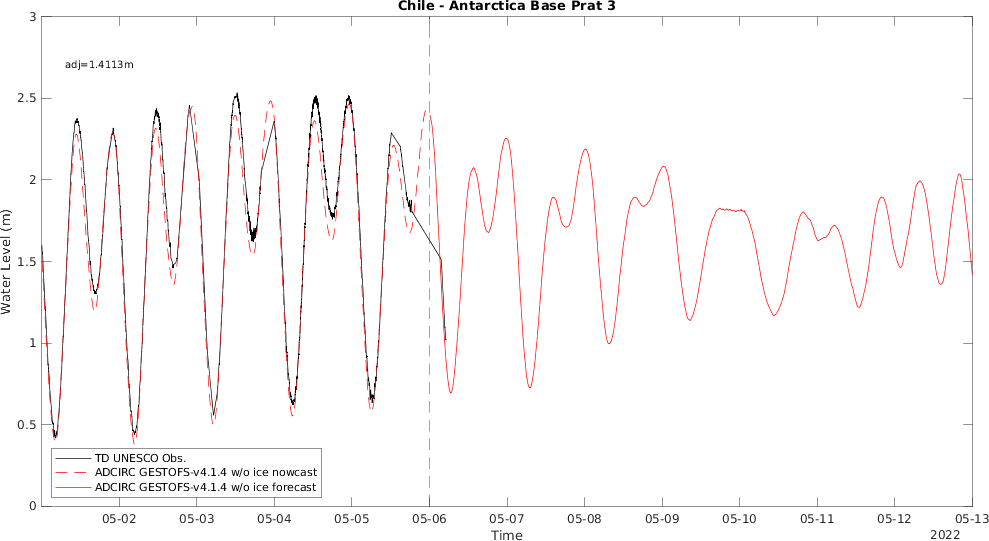 Chile - Antarctica Base Prat 3
adj=1.4113m
Water Level (m)
3
2.5
2
1.5
1
0.5
0
TD UNESCO Obs.
ADCIRC GESTOFS-v4.1.4 w/o ice nowcast
ADCIRC GESTOFS-v4.1.4 w/o ice forecast
05-02 05-03 05-04 05-05 05-06 05-07 05-08 05-09 05-10 05-11 05-12 05-13
Time
2022